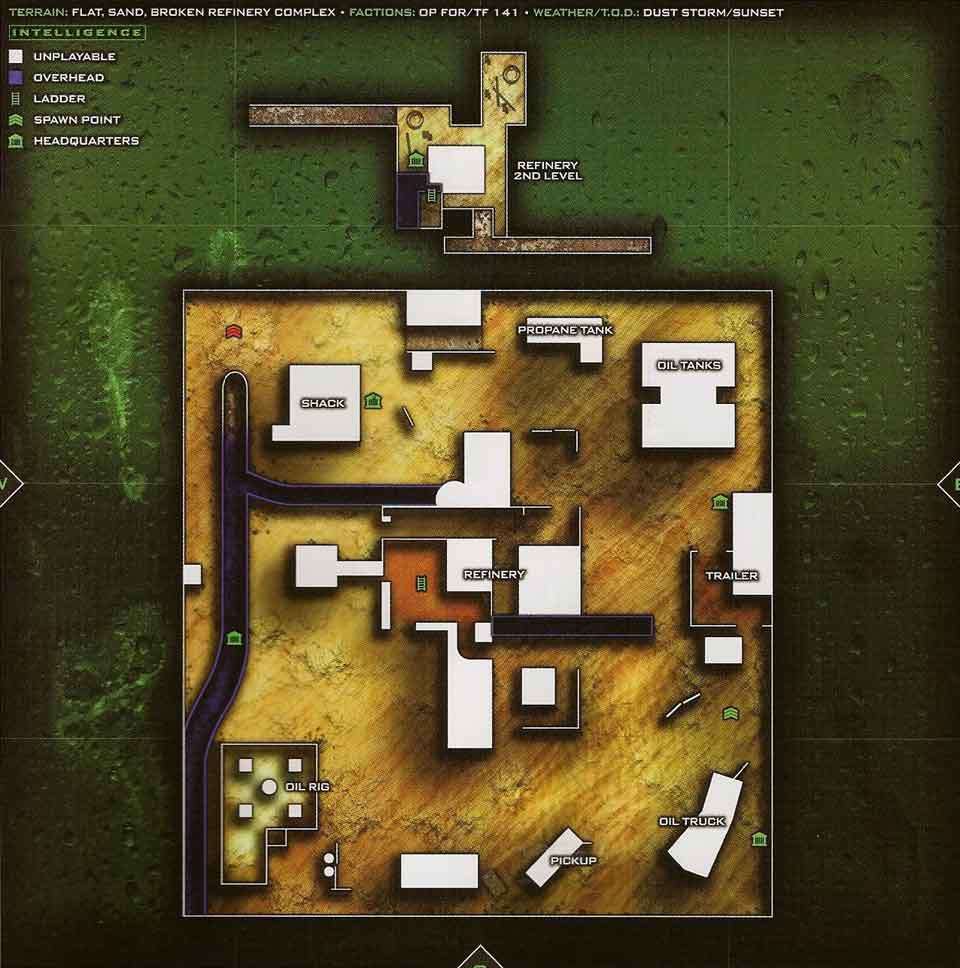 TERRAIN: FLAT, SAND, BROKEN REFINERY COMPLEX • FACTIONS: OP FOR/TF 141 • WEATHER/T.O.D.: DUST STORM/SUNSET
INTELLIGENCE
UNPLAYABLE
OVERHEAD
LADDER
SPAWN POINT
HEADQUARTERS
REFINERY
2ND LEVEL
PROPANE TANK
OIL TANKS
SHACK
REFINERY
TRAILER
OIL RIG
OIL TRUCK
PICKUP